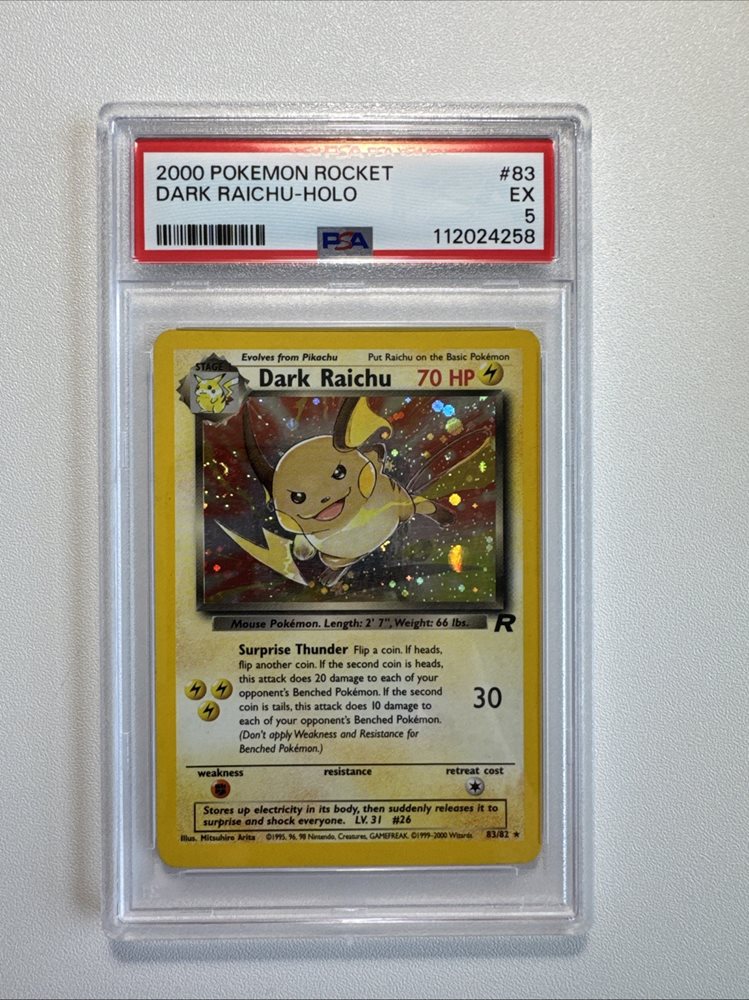 2000 POKEMON ROCKET #83
DARK RAICHU-HOLO EX
5
PSA 112024258
Evolves from Pikachu Put Raichu on the Basic Pokémon
STAGE
Dark Raichu 70 HP
Mouse Pokémon. Length: 2' 7", Weight: 66 lbs.
R
Surprise Thunder Flip a coin. If heads,
flip another coin. If the second coin is heads,
this attack does 20 damage to each of your
opponent's Benched Pokémon. If the second
coin is tails, this attack does 10 damage to
each of your opponent's Benched Pokémon.
(Don't apply Weakness and Resistance for
Benched Pokémon.)
30
weakness resistance retreat cost
Stores up electricity in its body, then suddenly releases it to
surprise and shock everyone. LV. 31 #26
Illus. Mitsuhiro Arita ©1995, 96, 98 Nintendo, Creatures, GAMEFREAK. ©1999-2000 Wizards. 83/82 ★